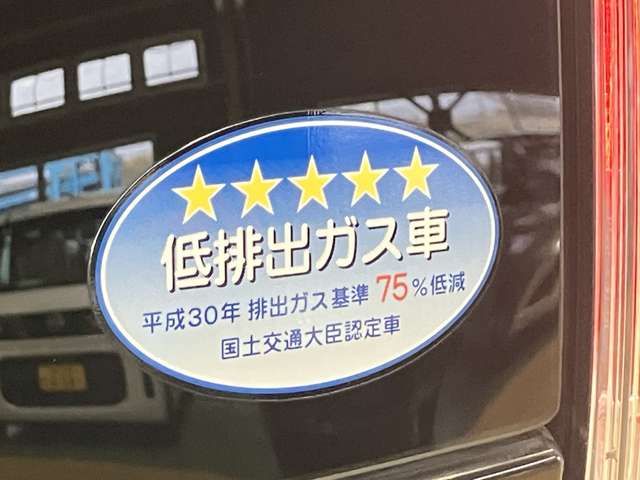 低排出ガス車
平成30年 排出ガス基準 75%低減
国土交通大臣認定車